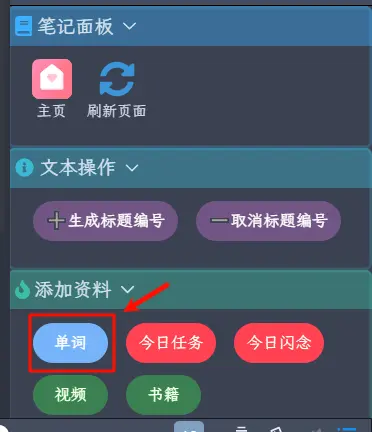 笔记面板
主页 刷新页面
文本操作
生成标题编号 取消标题编号
添加资料
单词 今日任务 今日闪念
视频 书籍